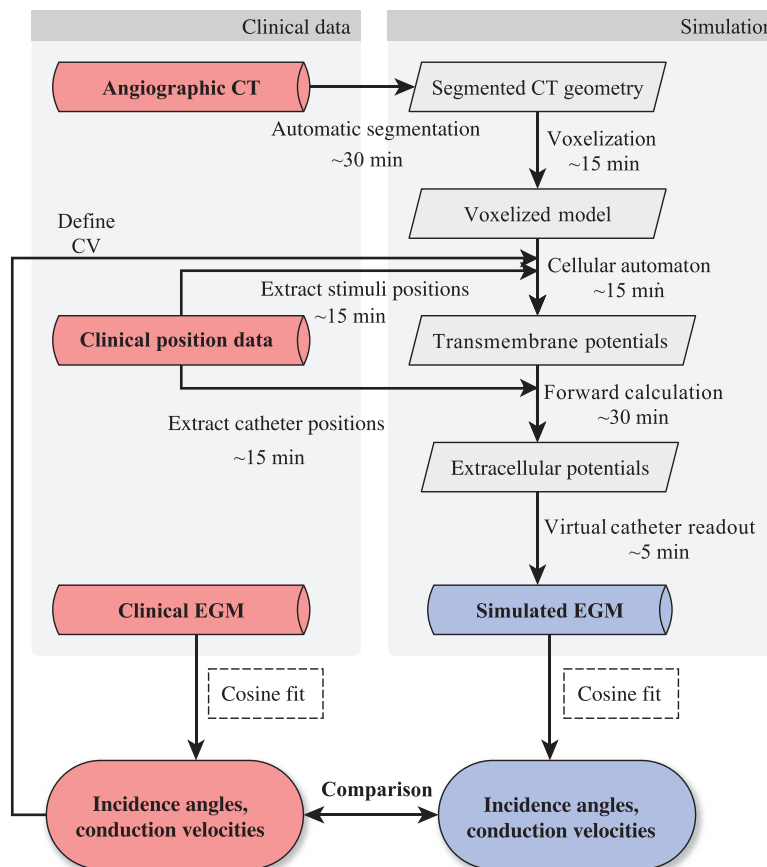 Clinical data
Simulation
Angiographic CT
Segmented CT geometry
Automatic segmentation
~30 min
Voxelization
~15 min
Define
CV
Voxelized model
Cellular automaton
~15 min
Extract stimuli positions
~15 min
Clinical position data
Transmembrane potentials
Forward calculation
~30 min
Extract catheter positions
~15 min
Extracellular potentials
Virtual catheter readout
~5 min
Clinical EGM
Simulated EGM
Cosine fit
Cosine fit
Comparison
Incidence angles,
conduction velocities
Incidence angles,
conduction velocities